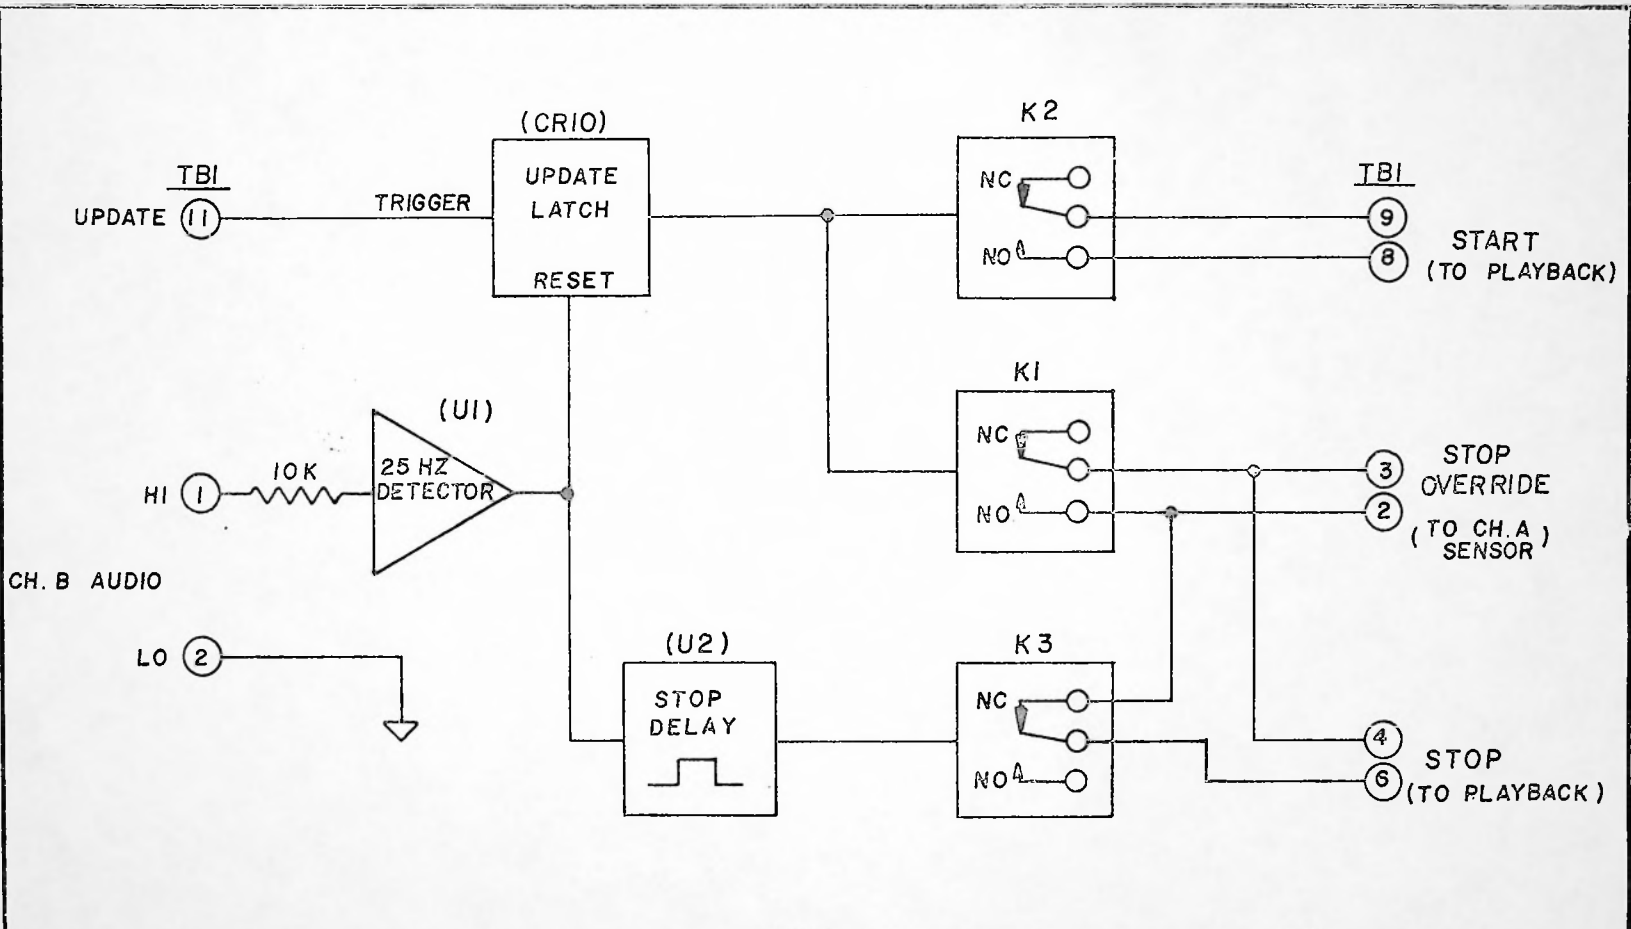 (CR10)
K2
TB1
UPDATE 11
TRIGGER
UPDATE
LATCH
RESET
NC
NO
TB1
9
8
START
(TO PLAYBACK)
K1
(U1)
HI 1
10K
25 HZ
DETECTOR
NC
NO
3
2
STOP
OVERRIDE
(TO CH. A)
SENSOR
CH. B AUDIO
LO 2
(U2)
K3
STOP
DELAY
NC
NO
4
6
STOP
(TO PLAYBACK)